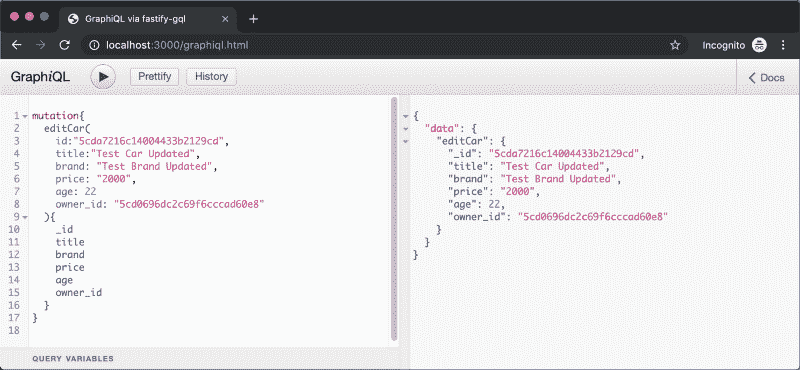 GraphiQL via fastify-gql
localhost:3000/graphiql.html
Incognito
GraphiQL
Prettify
History
Docs
1 mutation{
2 editCar(
3 id:"5cda7216c14004433b2129cd",
4 title:"Test Car Updated",
5 brand: "Test Brand Updated",
6 price: "2000",
7 age: 22
8 owner_id: "5cd0696dc2c69f6cccad60e8"
9 ){
10 _id
11 title
12 brand
13 price
14 age
15 owner_id
16 }
17 }
18
QUERY VARIABLES
{
"data": {
"editCar": {
"_id": "5cda7216c14004433b2129cd",
"title": "Test Car Updated",
"brand": "Test Brand Updated",
"price": "2000",
"age": 22,
"owner_id": "5cd0696dc2c69f6cccad60e8"
}
}
}